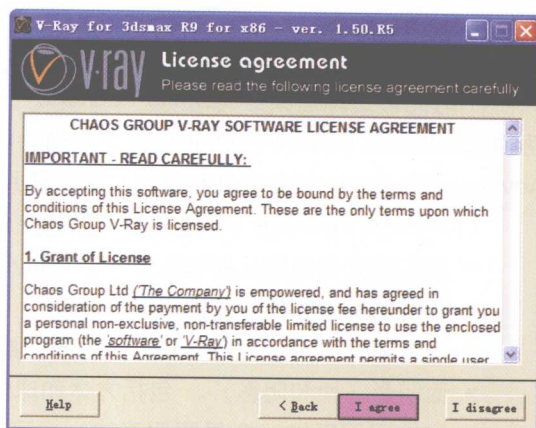 V-Ray for 3dsmax R9 for x86 - ver. 1.50.R5
v·ray
License agreement
Please read the following license agreement carefully
CHAOS GROUP V-RAY SOFTWARE LICENSE AGREEMENT
IMPORTANT - READ CAREFULLY:
By accepting this software, you agree to be bound by the terms and
conditions of this License Agreement. These are the only terms upon which
Chaos Group V-Ray is licensed.
1. Grant of License
Chaos Group Ltd ('The Company') is empowered, and has agreed in
consideration of the payment by you of the license fee hereunder to grant you
a personal non-exclusive, non-transferable limited license to use the enclosed
program (the 'software' or 'V-Ray') in accordance with the terms and
conditions of this Agreement. This License agreement permits a single user
Help
< Back
I agree
I disagree